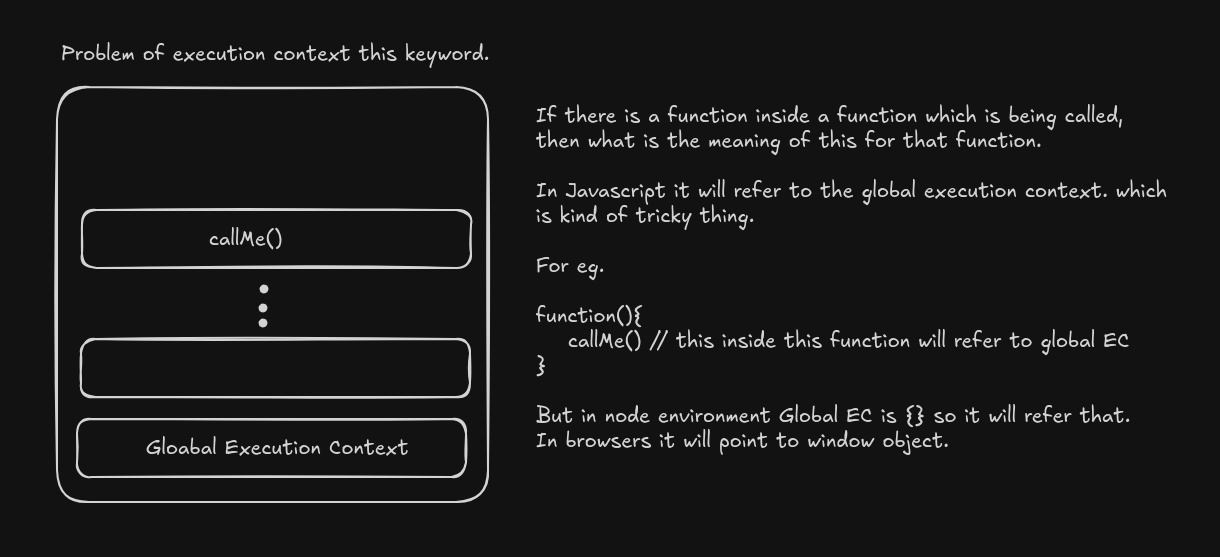 Problem of execution context this keyword.
If there is a function inside a function which is being called,
then what is the meaning of this for that function.
In Javascript it will refer to the global execution context. which
is kind of tricky thing.
For eg.
function(){
callMe() // this inside this function will refer to global EC
}
But in node environment Global EC is {} so it will refer that.
In browsers it will point to window object.
callMe()
Gloabal Execution Context